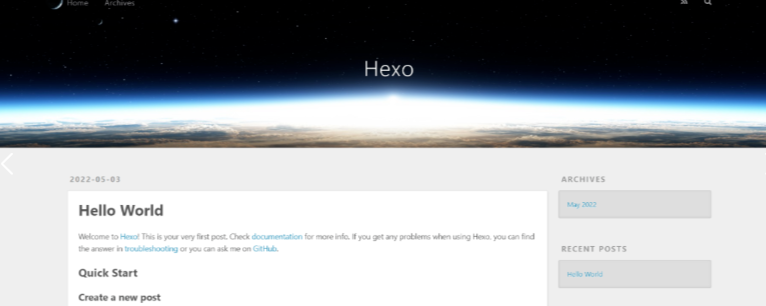 Home Archives
Hexo
2022-05-03
Hello World
Welcome to Hexo! This is your very first post. Check documentation for more info. If you get any problems when using Hexo, you can find
the answer in troubleshooting or you can ask me on GitHub.
Quick Start
Create a new post
ARCHIVES
May 2022
RECENT POSTS
Hello World